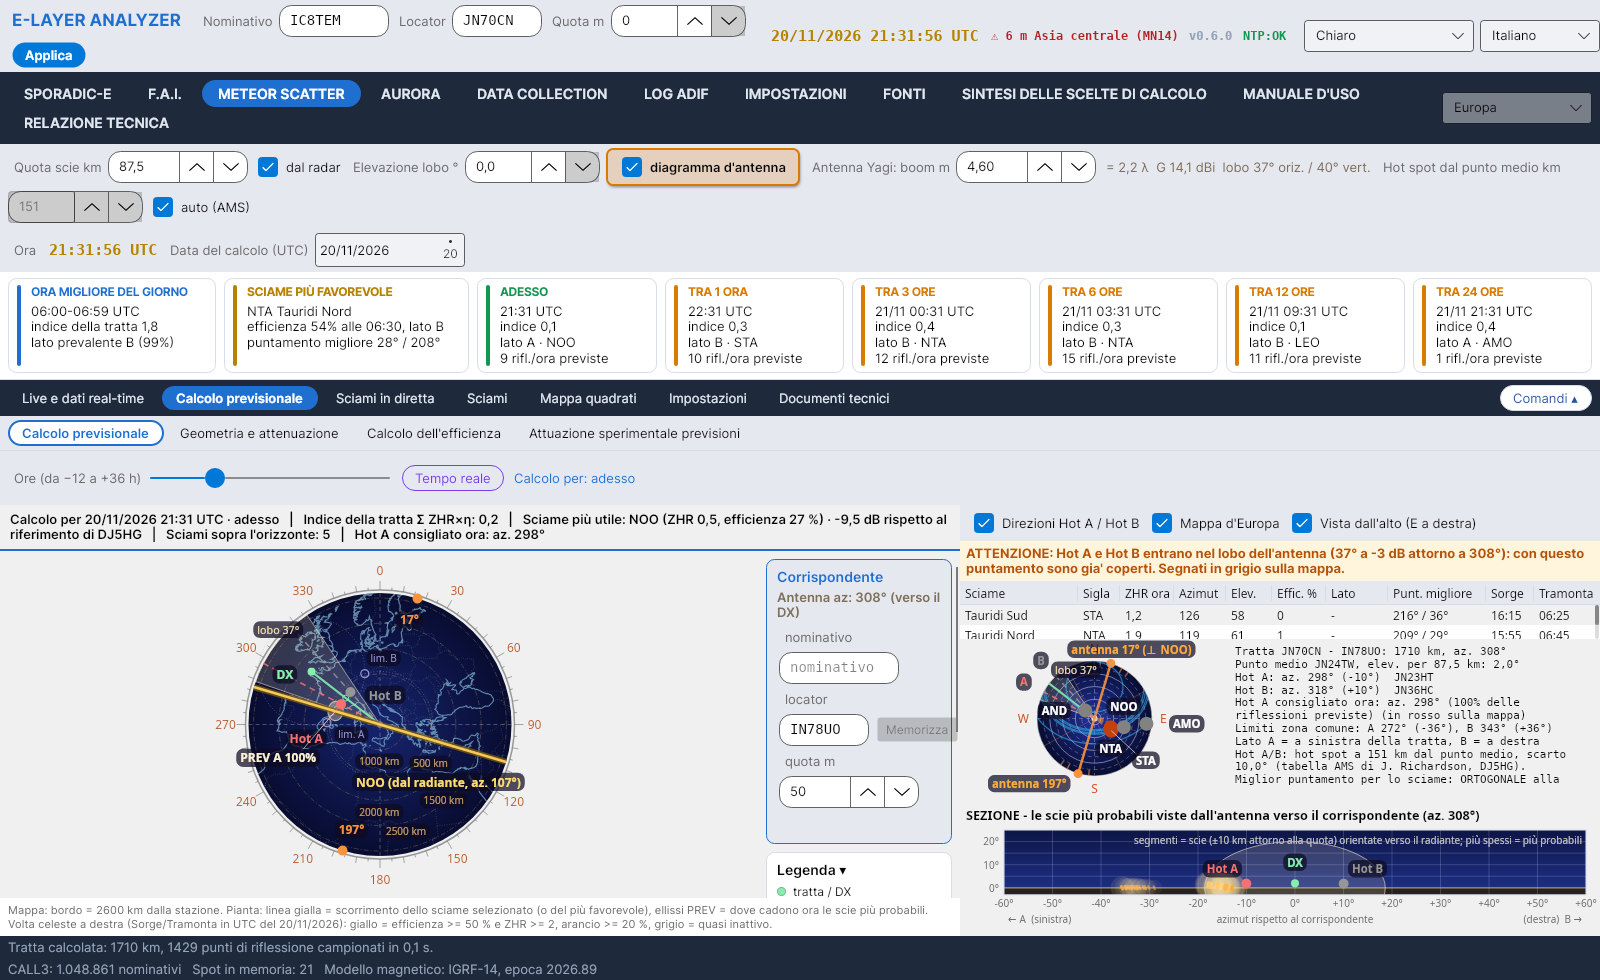 E-LAYER ANALYZER Nominativo IC8TEM Locator JN70CN Quota m 0
20/11/2026 21:31:56 UTC ⚠ 6 m Asia centrale (MN14) v0.6.0 NTP:OK Chiaro Italiano
Applica
SPORADIC-E F.A.I. METEOR SCATTER AURORA DATA COLLECTION LOG ADIF IMPOSTAZIONI FONTI SINTESI DELLE SCELTE DI CALCOLO MANUALE D'USO
RELAZIONE TECNICA
Europa
Quota scie km 87,5 dal radar Elevazione lobo ° 0,0 diagramma d'antenna Antenna Yagi: boom m 4,60 = 2,2 λ G 14,1 dBi lobo 37° oriz. / 40° vert. Hot spot dal punto medio km
151 auto (AMS)
Ora 21:31:56 UTC Data del calcolo (UTC) 20/11/2026 20
ORA MIGLIORE DEL GIORNO
06:00-06:59 UTC
indice della tratta 1,8
lato prevalente B (99%)
SCIAME PIÙ FAVOREVOLE
NTA Tauridi Nord
efficienza 54% alle 06:30, lato B
puntamento migliore 28° / 208°
ADESSO
21:31 UTC
indice 0,1
lato A · NOO
9 rifl./ora previste
TRA 1 ORA
22:31 UTC
indice 0,3
lato B · STA
10 rifl./ora previste
TRA 3 ORE
21/11 00:31 UTC
indice 0,4
lato B · NTA
12 rifl./ora previste
TRA 6 ORE
21/11 03:31 UTC
indice 0,3
lato B · NTA
15 rifl./ora previste
TRA 12 ORE
21/11 09:31 UTC
indice 0,1
lato B · LEO
11 rifl./ora previste
TRA 24 ORE
21/11 21:31 UTC
indice 0,4
lato A · AMO
1 rifl./ora previste
Live e dati real-time Calcolo previsionale Sciami in diretta Sciami Mappa quadrati Impostazioni Documenti tecnici Comandi ▴
Calcolo previsionale Geometria e attenuazione Calcolo dell'efficienza Attuazione sperimentale previsioni
Ore (da −12 a +36 h) Tempo reale Calcolo per: adesso
Calcolo per 20/11/2026 21:31 UTC · adesso | Indice della tratta Σ ZHR×η: 0,2 | Sciame più utile: NOO (ZHR 0,5, efficienza 27 %) · -9,5 dB rispetto al
riferimento di DJ5HG | Sciami sopra l'orizzonte: 5 | Hot A consigliato ora: az. 298°
0
330 30
17°
lobo 37°
300 60
lim. B
DX
Hot B
270 90
Hot A lim. A
PREV A 100%
1000 km 500 km
NOO (dal radiante, az. 107°)
240 1500 km 120
2000 km
197° 2500 km
210 150
180
Corrispondente
Antenna az: 308° (verso il
DX)
nominativo
nominativo
locator
IN78UO Memorizza
quota m
50
Legenda ▾
tratta / DX
Mappa: bordo = 2600 km dalla stazione. Pianta: linea gialla = scorrimento dello sciame selezionato (o del più favorevole), ellissi PREV = dove cadono ora le scie più probabili.
Volta celeste a destra (Sorge/Tramonta in UTC del 20/11/2026): giallo = efficienza >= 50 % e ZHR >= 2, arancio >= 20 %, grigio = quasi inattivo.
Direzioni Hot A / Hot B Mappa d'Europa Vista dall'alto (E a destra)
ATTENZIONE: Hot A e Hot B entrano nel lobo dell'antenna (37° a -3 dB attorno a 308°): con questo
puntamento sono gia' coperti. Segnati in grigio sulla mappa.
Sciame Sigla ZHR ora Azimut Elev. Effic. % Lato Punt. migliore Sorge Tramonta
Tauridi Sud STA 1,2 126 58 0 - 216° / 36° 16:15 06:25
Tauridi Nord NTA 1,9 119 61 1 - 209° / 29° 15:55 06:45
antenna 17° (⊥ NOO)
B
lobo 37°
A
AND NOO
W E AMO
NTA
STA
antenna 197°
S
Tratta JN70CN - IN78UO: 1710 km, az. 308°
Punto medio JN24TW, elev. per 87,5 km: 2,0°
Hot A: az. 298° (-10°) JN23HT
Hot B: az. 318° (+10°) JN36HC
Hot A consigliato ora: az. 298° (100% delle
riflessioni previste) (in rosso sulla mappa)
Limiti zona comune: A 272° (-36°), B 343° (+36°)
Lato A = a sinistra della tratta, B = a destra
Hot A/B: hot spot a 151 km dal punto medio, scarto
10,0° (tabella AMS di J. Richardson, DJ5HG).
Miglior puntamento per lo sciame: ORTOGONALE alla
SEZIONE - le scie più probabili viste dall'antenna verso il corrispondente (az. 308°)
segmenti = scie (±10 km attorno alla quota) orientate verso il radiante; più spessi = più probabili
20°
10°
0°
Hot A DX Hot B
-60° -50° -40° -30° -20° -10° 0° +10° +20° +30° +40° +50° +60°
← A (sinistra) azimut rispetto al corrispondente (destra) B →
Tratta calcolata: 1710 km, 1429 punti di riflessione campionati in 0,1 s.
CALL3: 1.048.861 nominativi Spot in memoria: 21 Modello magnetico: IGRF-14, epoca 2026.89